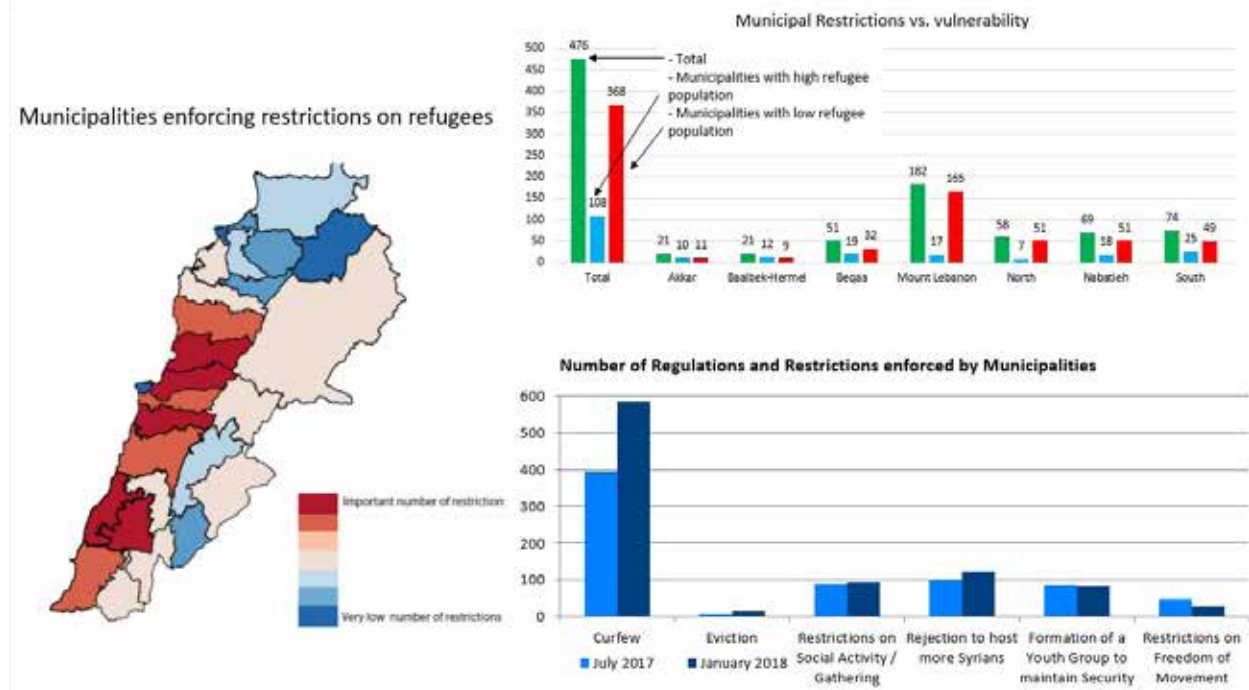 Municipalities enforcing restrictions on refugees
Important number of restriction
Very low number of restrictions
Municipal Restrictions vs. vulnerability
500
450
400
350
300
250
200
150
100
50
0
476
108
368
21
10
11
21
12
9
51
19
32
182
17
165
58
7
51
69
18
51
74
25
49
- Total
- Municipalities with high refugee
population
- Municipalities with low refugee
population
Total
Akkar
Baalbek-Hermel
Beqaa
Mount Lebanon
North
Nabatieh
South
Number of Regulations and Restrictions enforced by Municipalities
600
500
400
300
200
100
0
Curfew
Eviction
Restrictions on
Social Activity /
Gathering
Rejection to host
more Syrians
Formation of a
Youth Group to
maintain Security
Restrictions on
Freedom of
Movement
July 2017
January 2018